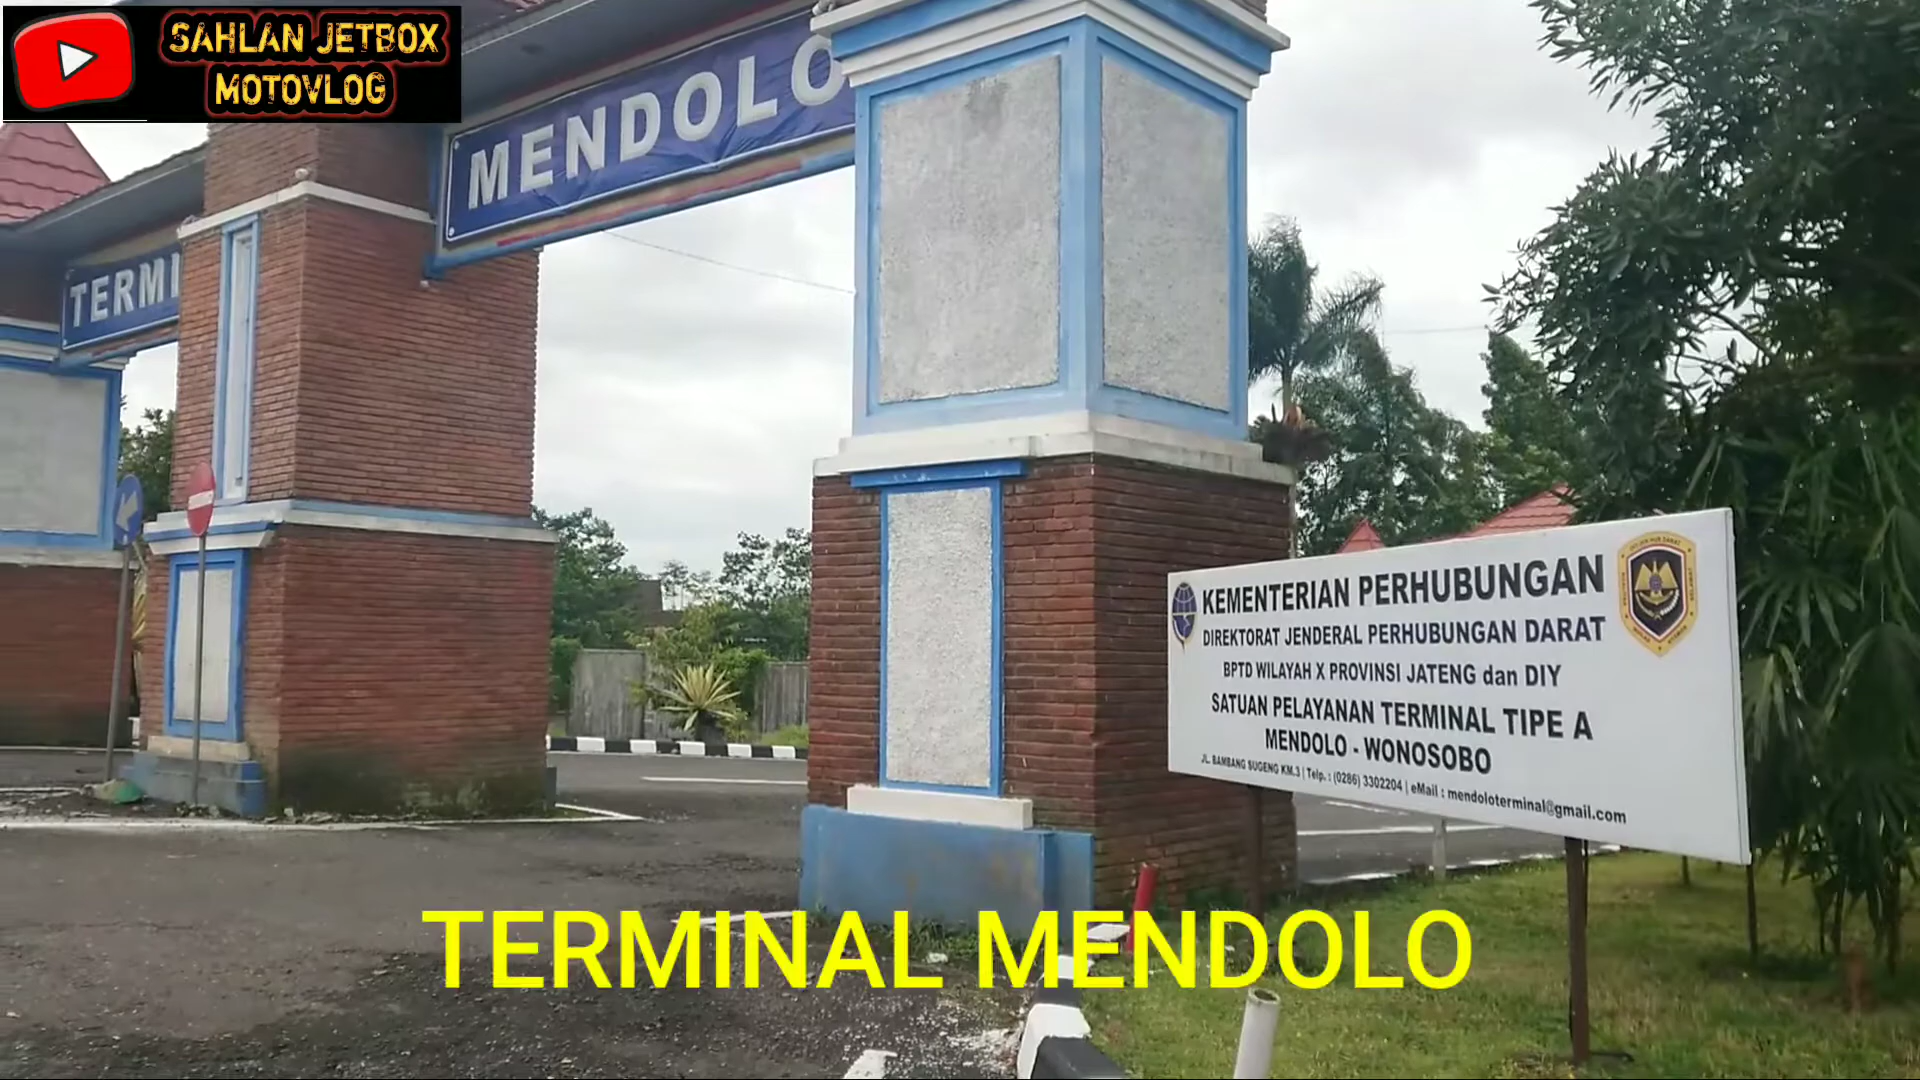 SAHLAN JETBOX
MOTOVLOG
MENDOLO
TERMI
KEMENTERIAN PERHUBUNGAN
DIREKTORAT JENDERAL PERHUBUNGAN DARAT
BPTD WILAYAH X PROVINSI JATENG dan DIY
SATUAN PELAYANAN TERMINAL TIPE A
MENDOLO - WONOSOBO
JL. BAMBANG SUGENG KM.3 | Telp. : (0286) 3302204 | eMail : mendoloterminal@gmail.com
TERMINAL MENDOLO